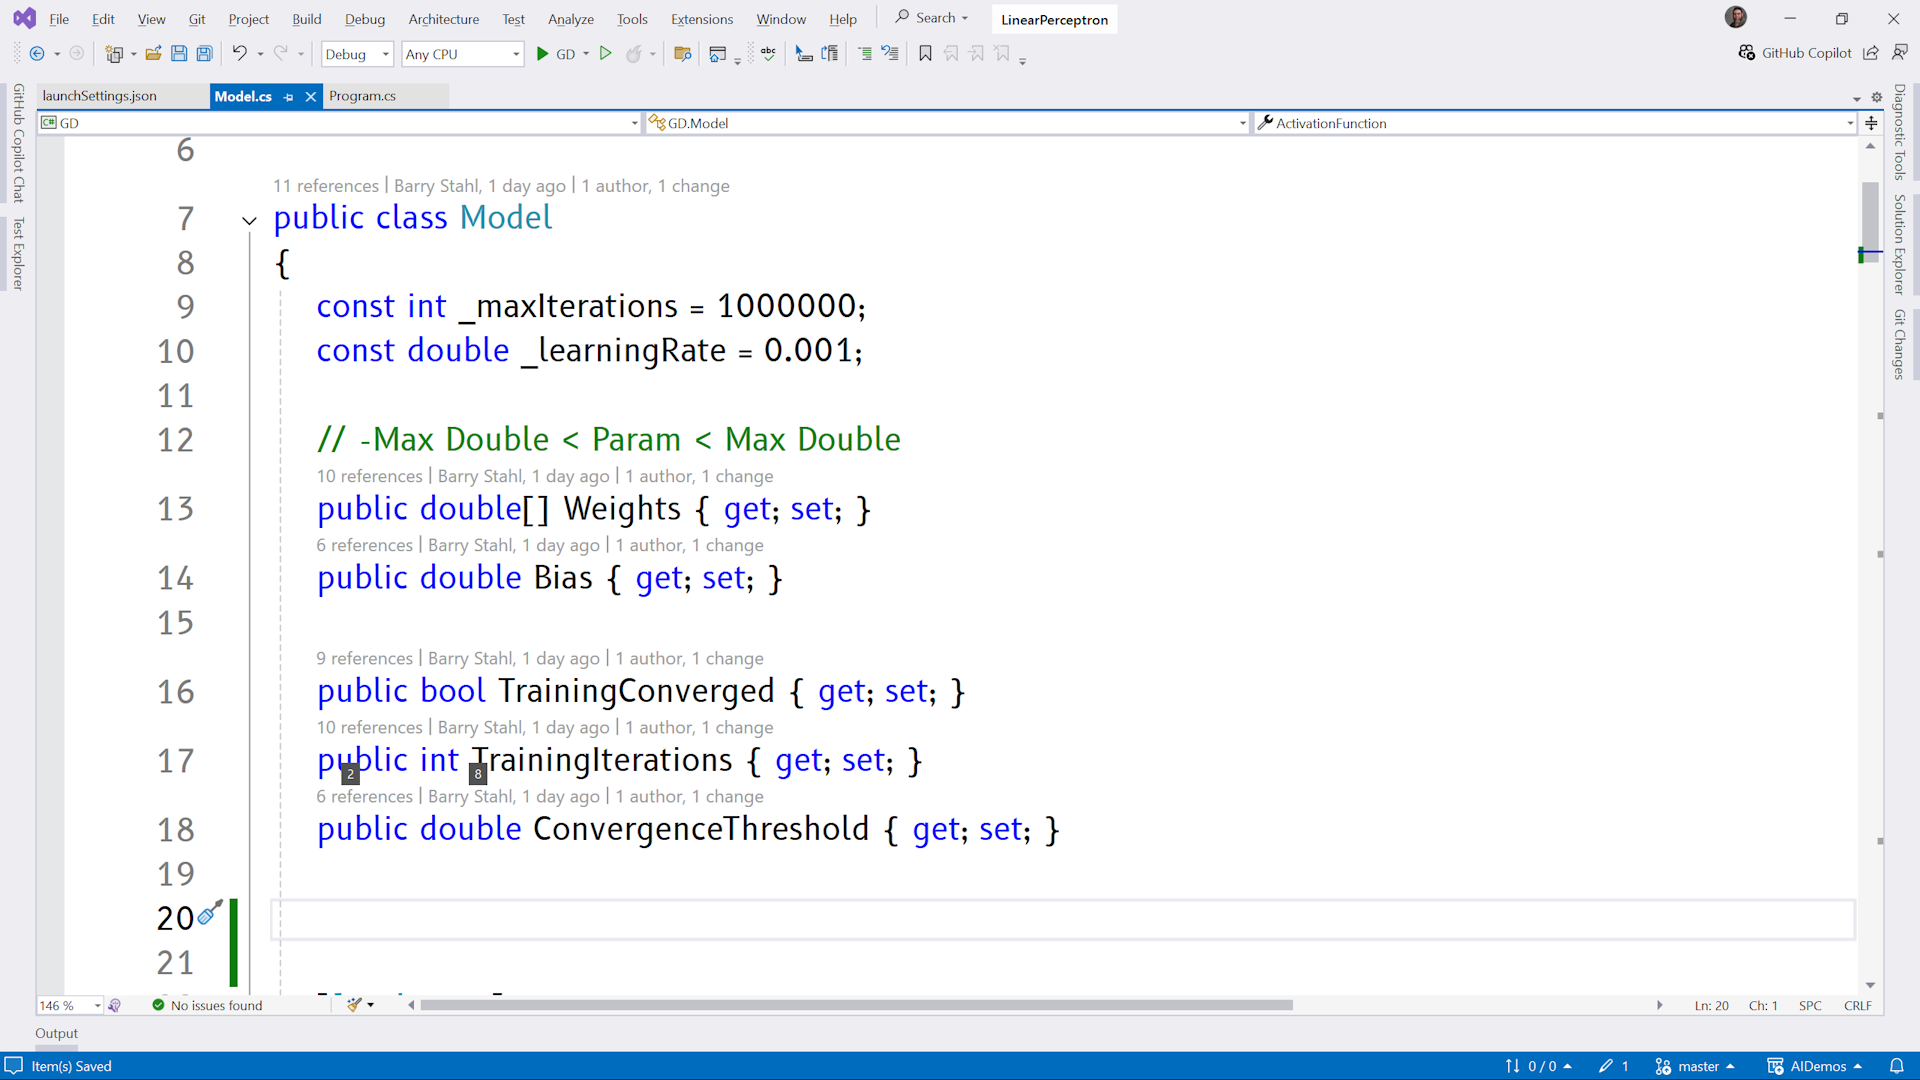 File Edit View Git Project Build Debug Architecture Test Analyze Tools Extensions Window Help Search LinearPerceptron
Debug Any CPU GD abc GitHub Copilot
launchSettings.json Model.cs Program.cs
C# GD GD.Model ActivationFunction
GitHub Copilot Chat
Test Explorer
6
11 references | Barry Stahl, 1 day ago | 1 author, 1 change
7 public class Model
8 {
9 const int _maxIterations = 1000000;
10 const double _learningRate = 0.001;
11
12 // -Max Double < Param < Max Double
10 references | Barry Stahl, 1 day ago | 1 author, 1 change
13 public double[] Weights { get; set; }
6 references | Barry Stahl, 1 day ago | 1 author, 1 change
14 public double Bias { get; set; }
15
9 references | Barry Stahl, 1 day ago | 1 author, 1 change
16 public bool TrainingConverged { get; set; }
10 references | Barry Stahl, 1 day ago | 1 author, 1 change
17 public int TrainingIterations { get; set; }
2 8
6 references | Barry Stahl, 1 day ago | 1 author, 1 change
18 public double ConvergenceThreshold { get; set; }
19
20
21
Diagnostic Tools
Solution Explorer
Git Changes
146 % No issues found Ln: 20 Ch: 1 SPC CRLF
Output
Item(s) Saved 0 / 0 1 master AIDemos